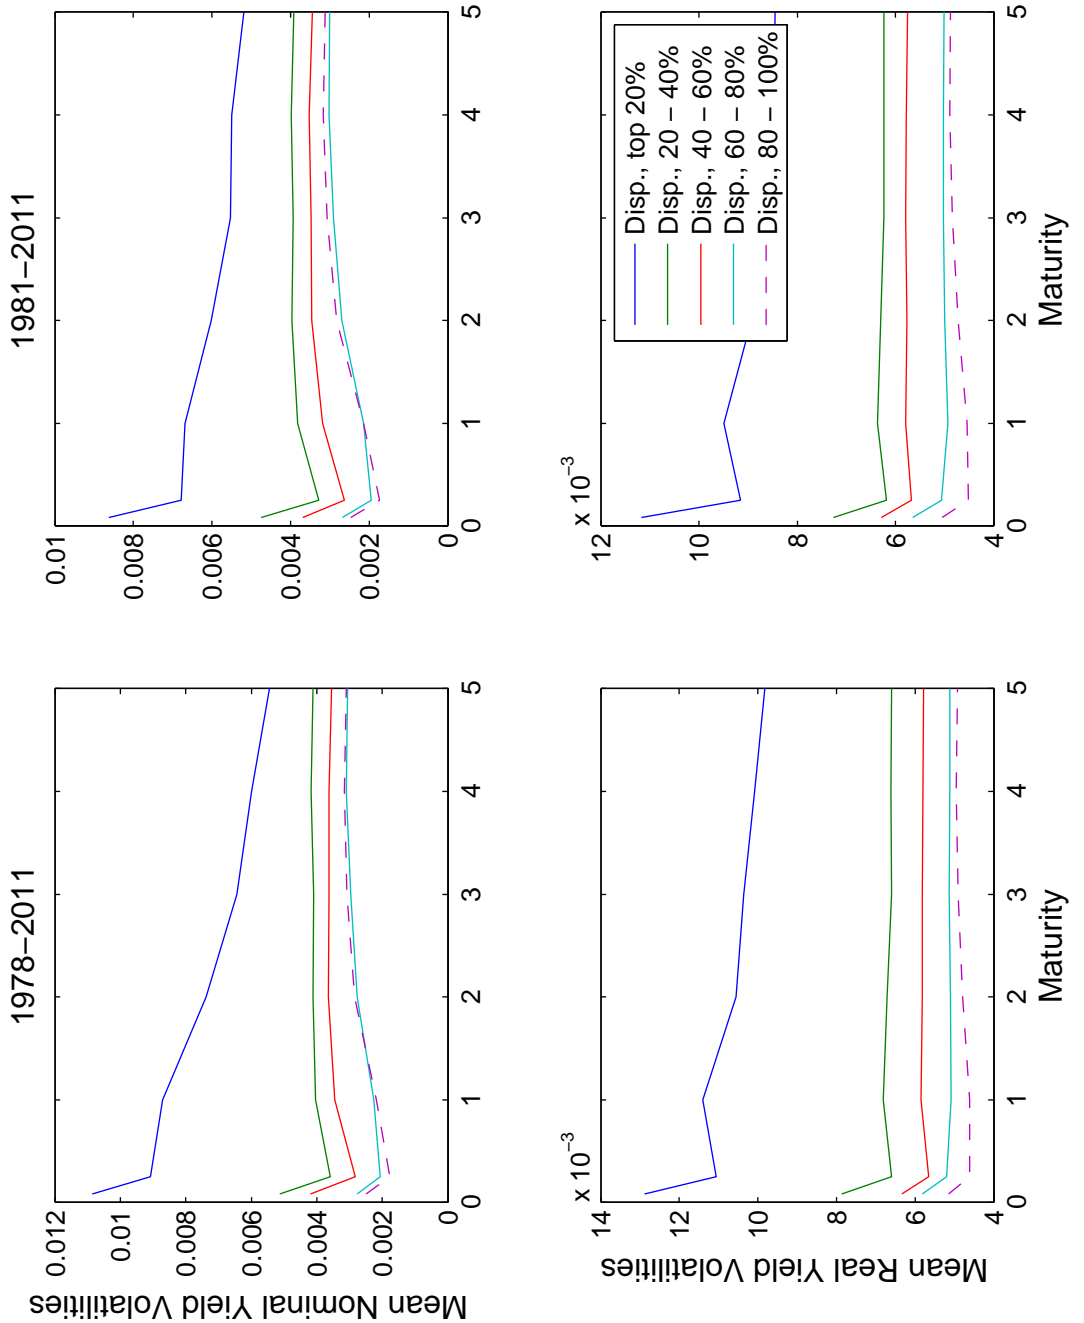 1978−2011
0.012
0.01
0.008
0.006
0.004
0.002
0
0 1 2 3 4 5
Mean Nominal Yield Volatilities
1981−2011
0.01
0.008
0.006
0.004
0.002
0
0 1 2 3 4 5
x 10⁻³
14
12
10
8
6
4
0 1 2 3 4 5
Maturity
Mean Real Yield Volatilities
x 10⁻³
12
10
8
6
4
0 1 2 3 4 5
Maturity
Disp., top 20%
Disp., 20 − 40%
Disp., 40 − 60%
Disp., 60 − 80%
Disp., 80 − 100%